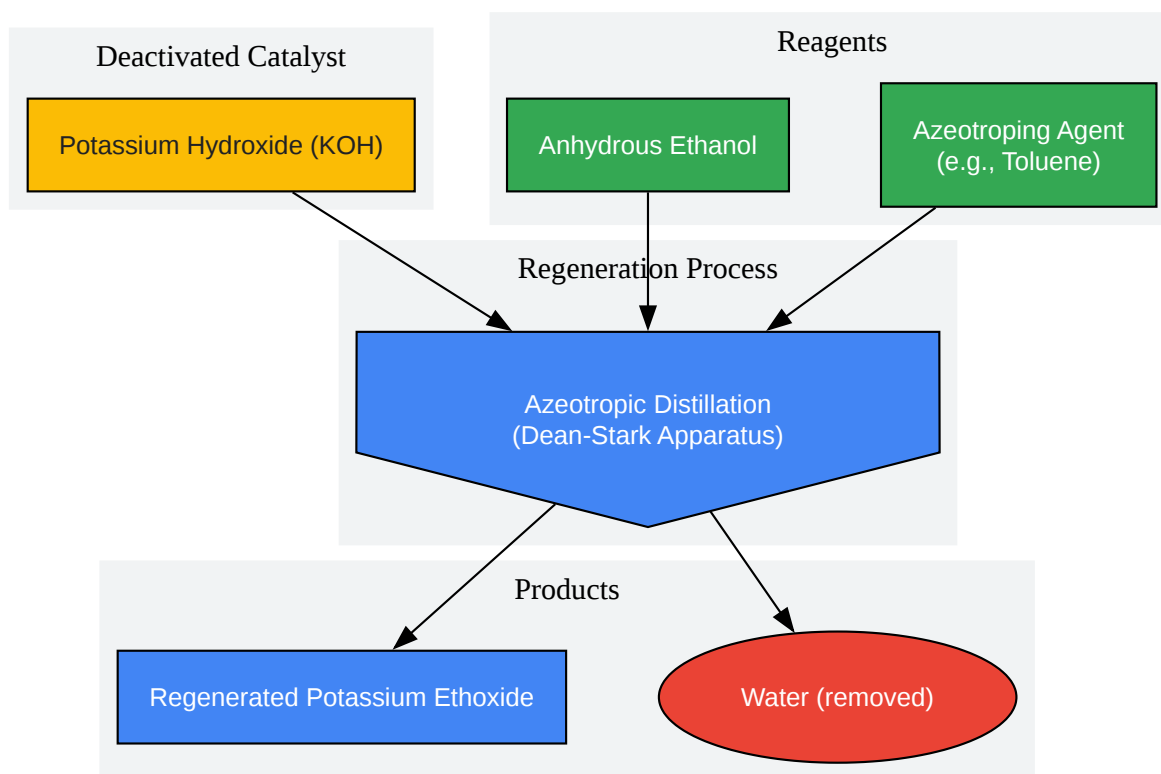 Deactivated Catalyst
Reagents
Potassium Hydroxide (KOH)
Anhydrous Ethanol
Azeotroping Agent
(e.g., Toluene)
Regeneration Process
Azeotropic Distillation
(Dean-Stark Apparatus)
Products
Regenerated Potassium Ethoxide
Water (removed)